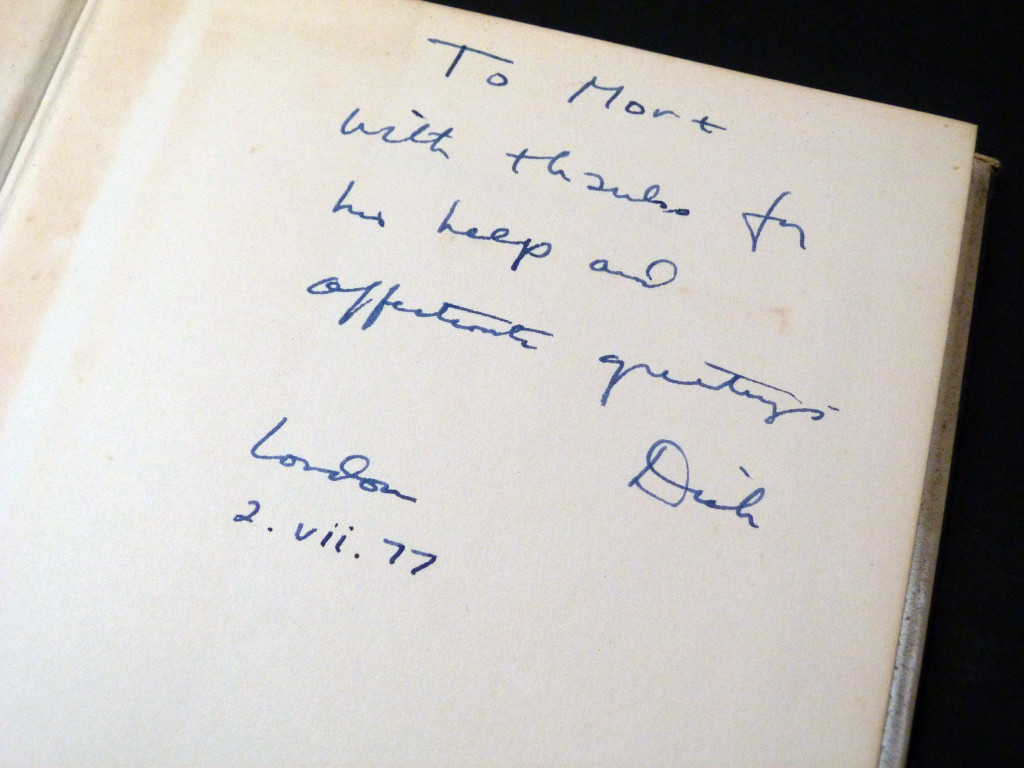 To Mort
with thanks for
his help and
affectionate greetings
Dick
London
2. vii. 77